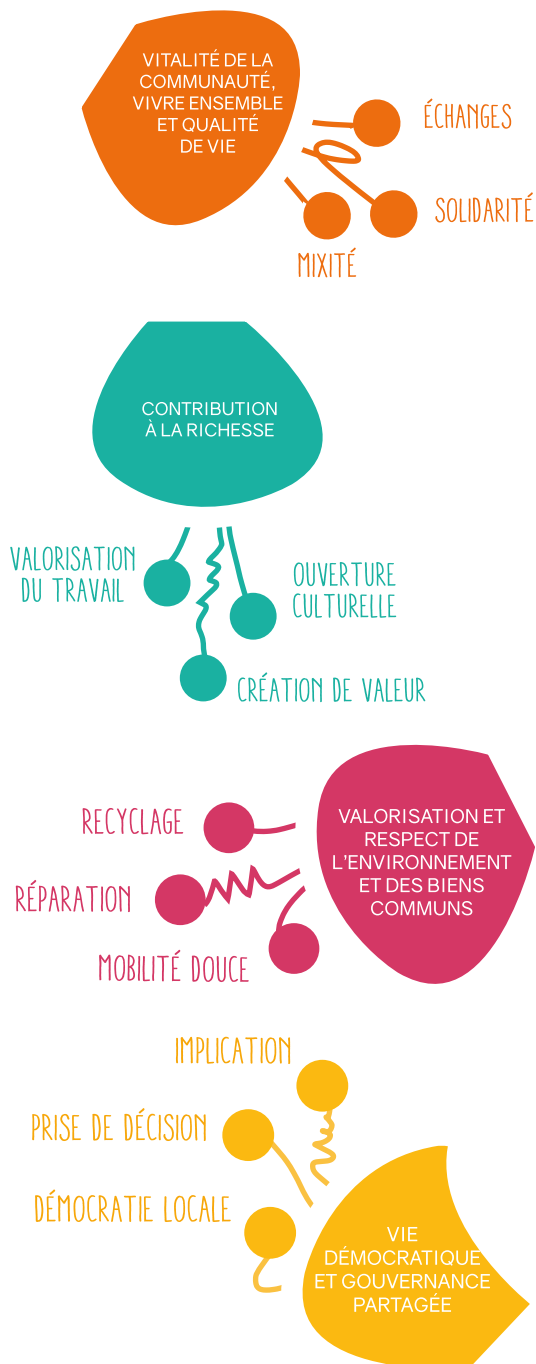 VITALITÉ DE LA
COMMUNAUTÉ,
VIVRE ENSEMBLE
ET QUALITÉ
DE VIE
ÉCHANGES
SOLIDARITÉ
MIXITÉ
CONTRIBUTION
À LA RICHESSE
VALORISATION
DU TRAVAIL
OUVERTURE
CULTURELLE
CRÉATION DE VALEUR
RECYCLAGE
RÉPARATION
MOBILITÉ DOUCE
VALORISATION ET
RESPECT DE
L'ENVIRONNEMENT
ET DES BIENS
COMMUNS
IMPLICATION
PRISE DE DÉCISION
DÉMOCRATIE LOCALE
VIE
DÉMOCRATIQUE
ET GOUVERNANCE
PARTAGÉE